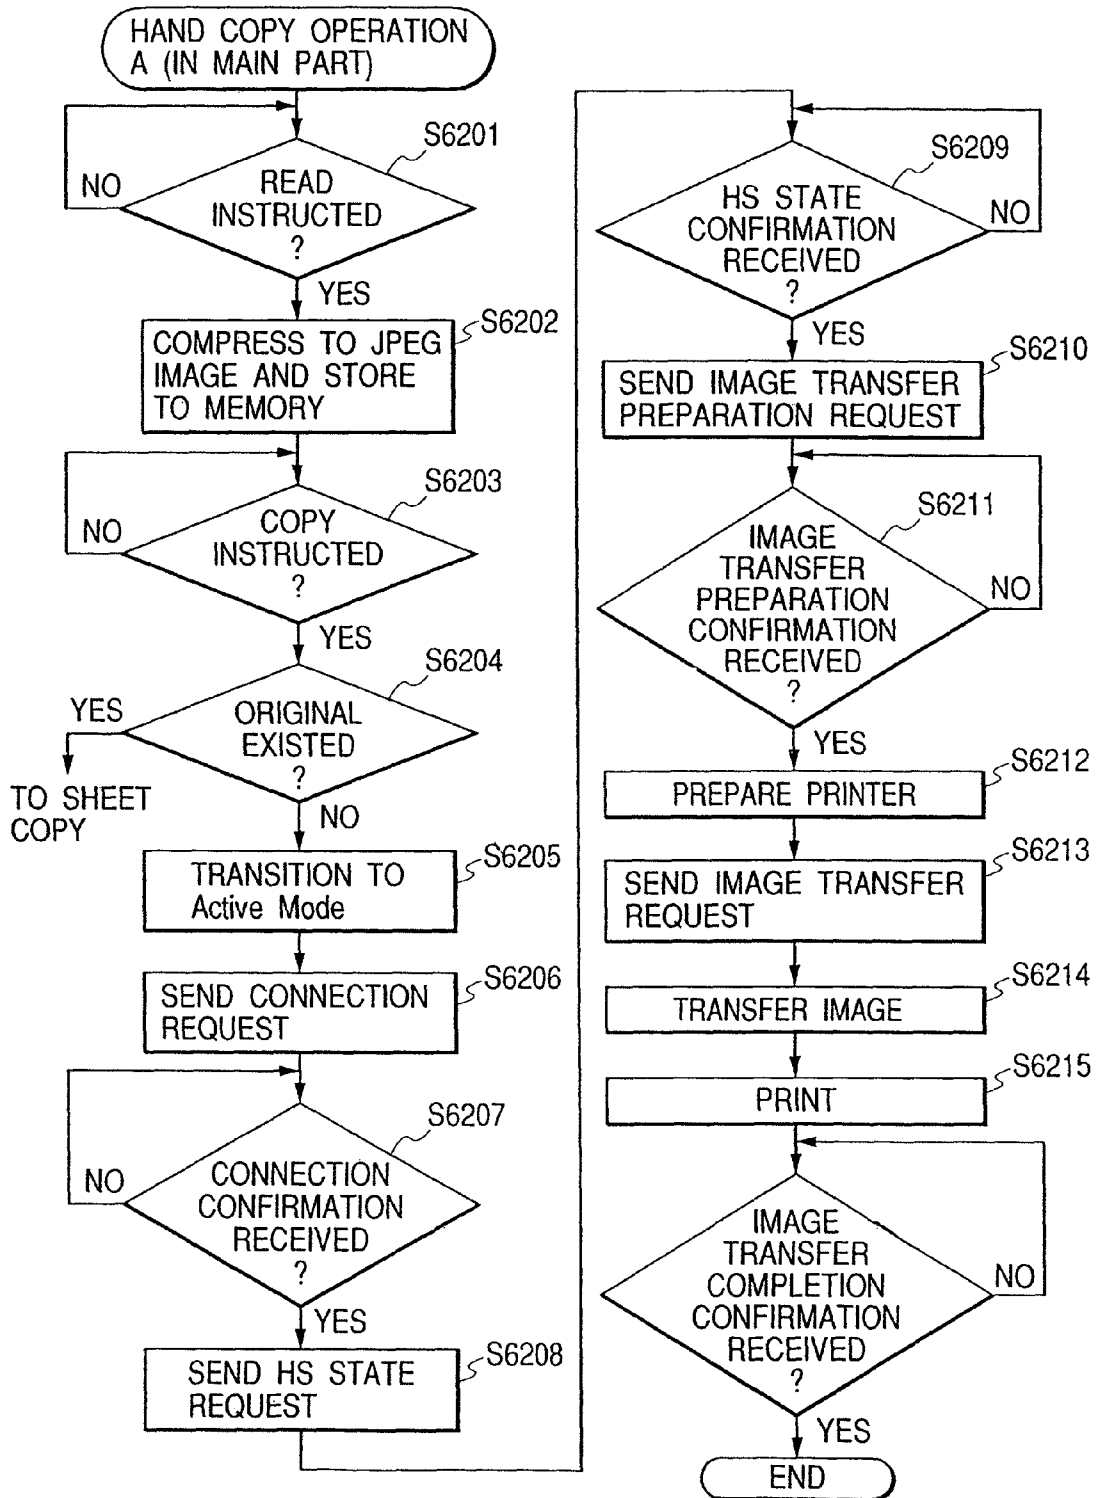 HAND COPY OPERATION
A (IN MAIN PART)
S6201
NO
READ
INSTRUCTED
?
YES
S6202
COMPRESS TO JPEG
IMAGE AND STORE
TO MEMORY
S6203
NO
COPY
INSTRUCTED
?
YES
S6204
YES
ORIGINAL
EXISTED
?
TO SHEET
COPY
NO
S6205
TRANSITION TO
Active Mode
S6206
SEND CONNECTION
REQUEST
S6207
NO
CONNECTION
CONFIRMATION
RECEIVED
?
YES
S6208
SEND HS STATE
REQUEST
S6209
HS STATE
CONFIRMATION
RECEIVED
?
NO
YES
S6210
SEND IMAGE TRANSFER
PREPARATION REQUEST
S6211
IMAGE
TRANSFER
PREPARATION
CONFIRMATION
RECEIVED
?
NO
YES
S6212
PREPARE PRINTER
S6213
SEND IMAGE TRANSFER
REQUEST
S6214
TRANSFER IMAGE
S6215
PRINT
IMAGE
TRANSFER
COMPLETION
CONFIRMATION
RECEIVED
?
NO
YES
END